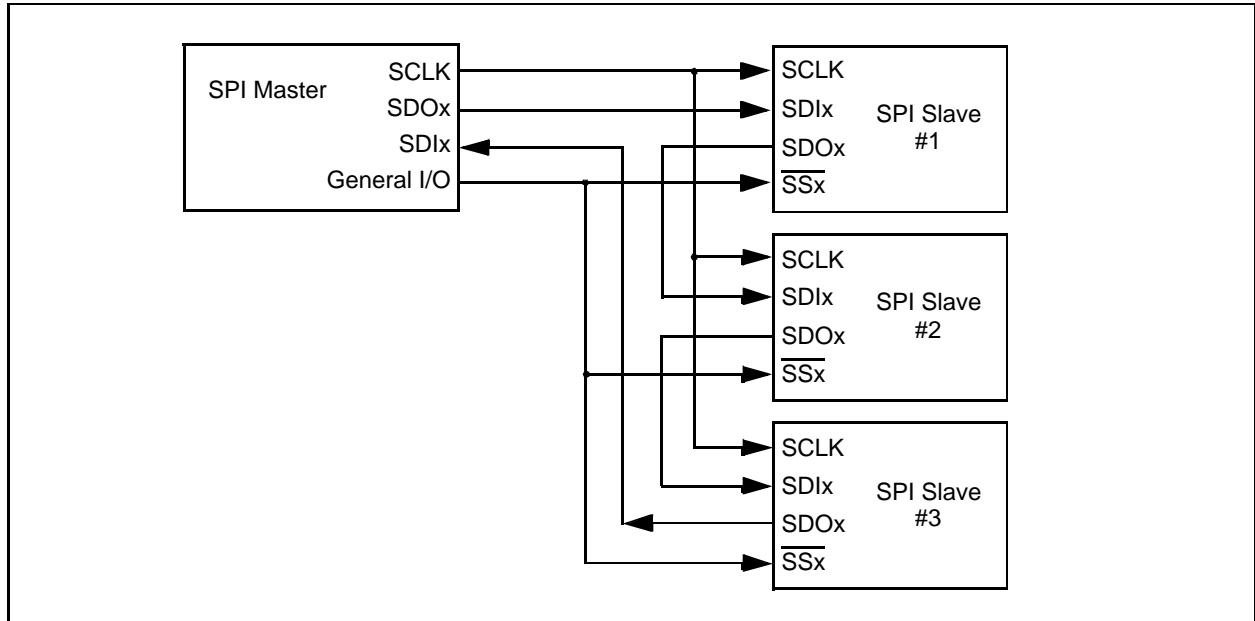 SPI Master
SCLK
SDOx
SDIx
General I/O
SCLK
SDIx
SDOx
SSx
SPI Slave
#1
SCLK
SDIx
SDOx
SSx
SPI Slave
#2
SCLK
SDIx
SDOx
SSx
SPI Slave
#3